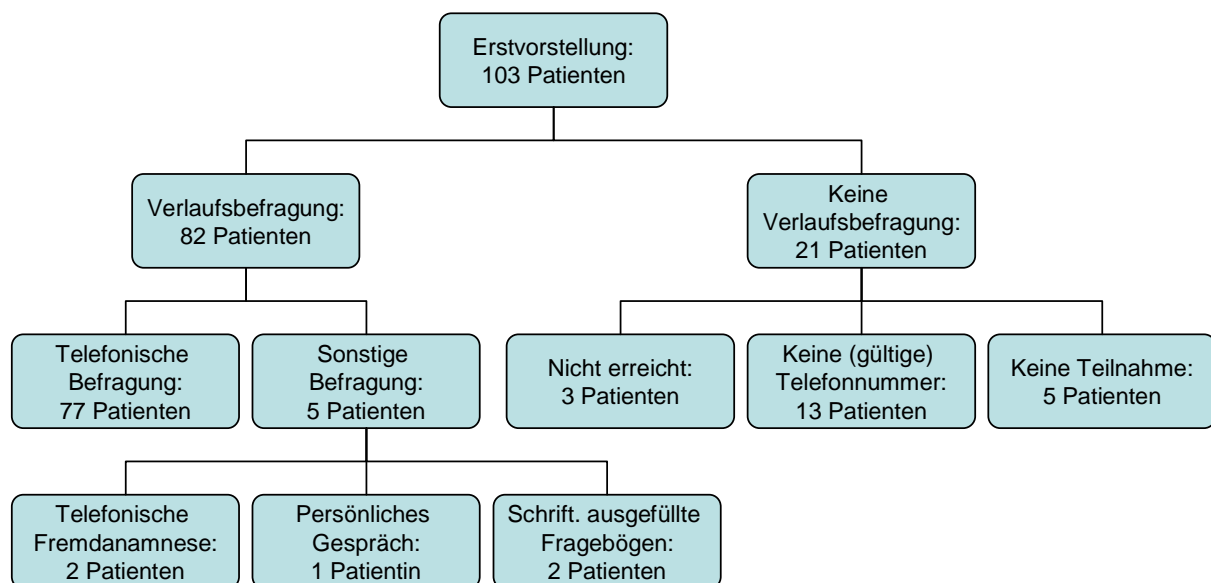 Erstvorstellung:
103 Patienten
Verlaufsbefragung:
82 Patienten
Keine
Verlaufsbefragung:
21 Patienten
Telefonische
Befragung:
77 Patienten
Sonstige
Befragung:
5 Patienten
Nicht erreicht:
3 Patienten
Keine (gültige)
Telefonnummer:
13 Patienten
Keine Teilnahme:
5 Patienten
Telefonische
Fremdanamnese:
2 Patienten
Persönliches
Gespräch:
1 Patientin
Schrift. ausgefüllte
Fragebögen:
2 Patienten